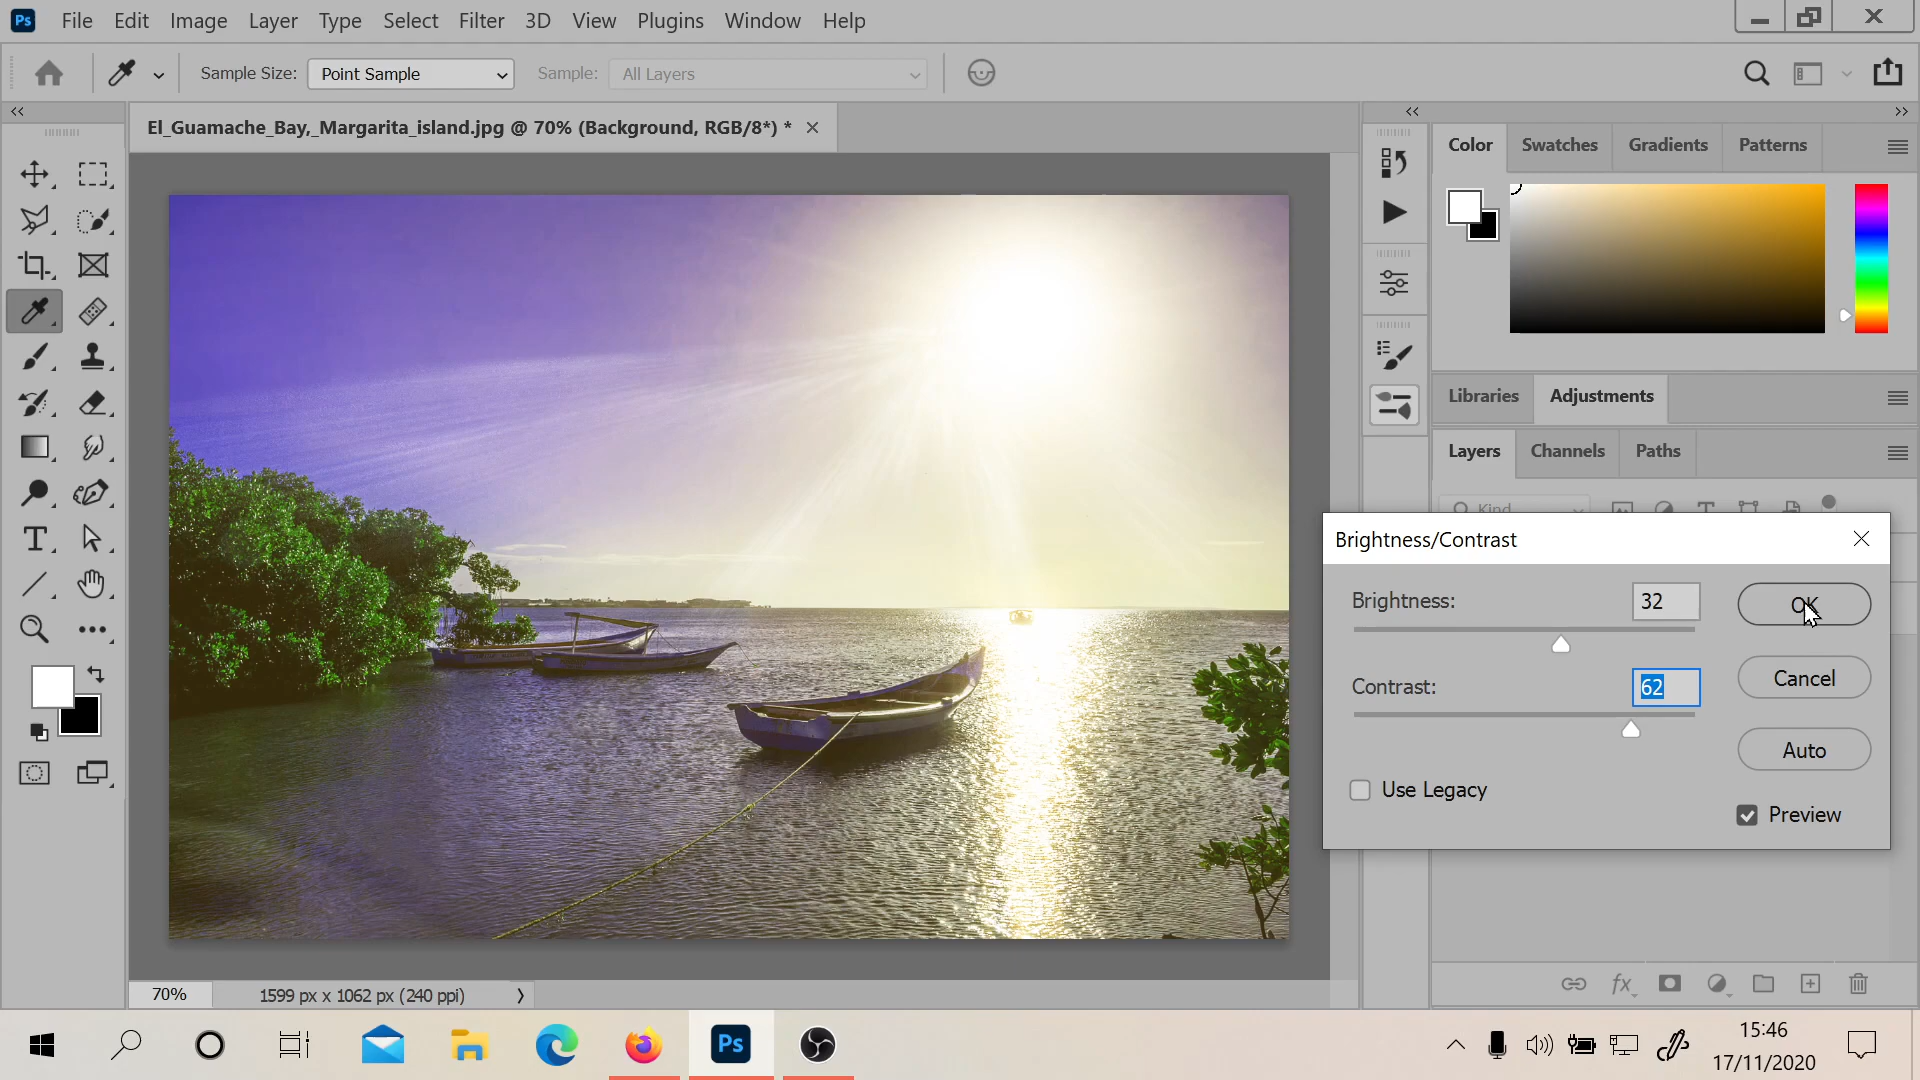 Ps File Edit Image Layer Type Select Filter 3D View Plugins Window Help
Sample Size: Point Sample Sample: All Layers
El_Guamache_Bay,_Margarita_island.jpg @ 70% (Background, RGB/8*) *
Color Swatches Gradients Patterns
Libraries Adjustments
Layers Channels Paths
Kind
Brightness/Contrast
Brightness: 32 OK
Contrast: 62 Cancel
Auto
Use Legacy
Preview
70% 1599 px x 1062 px (240 ppi)
fx
Ps
15:46
17/11/2020